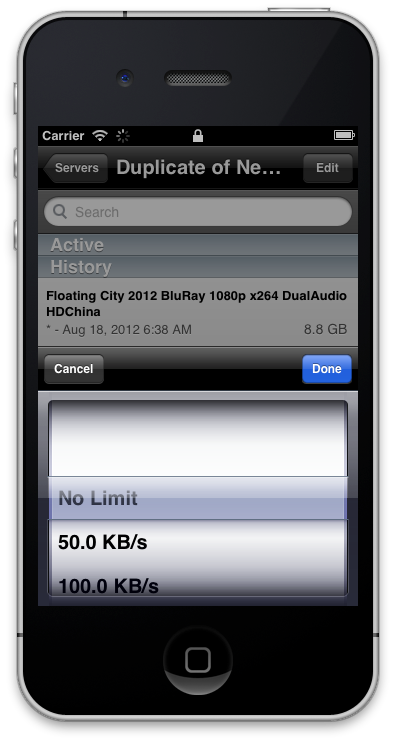 Carrier
Servers
Duplicate of Ne...
Edit
Search
Active
History
Floating City 2012 BluRay 1080p x264 DualAudio
HDChina
* - Aug 18, 2012 6:38 AM
8.8 GB
Cancel
Done
No Limit
50.0 KB/s
100.0 KB/s